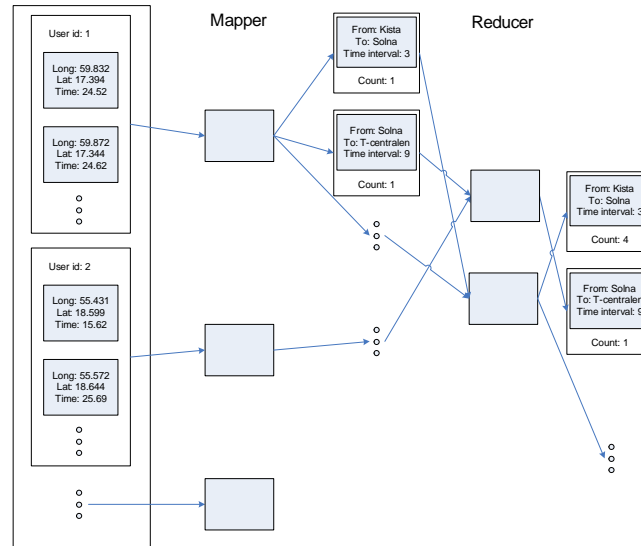 Mapper
Reducer
User id: 1
Long: 59.832
Lat: 17.394
Time: 24.52
Long: 59.872
Lat: 17.344
Time: 24.62
User id: 2
Long: 55.431
Lat: 18.599
Time: 15.62
Long: 55.572
Lat: 18.644
Time: 25.69
From: Kista
To: Solna
Time interval: 3
Count: 1
From: Solna
To: T-centralen
Time interval: 9
Count: 1
From: Kista
To: Solna
Time interval: 3
Count: 4
From: Solna
To: T-centralen
Time interval: 9
Count: 1